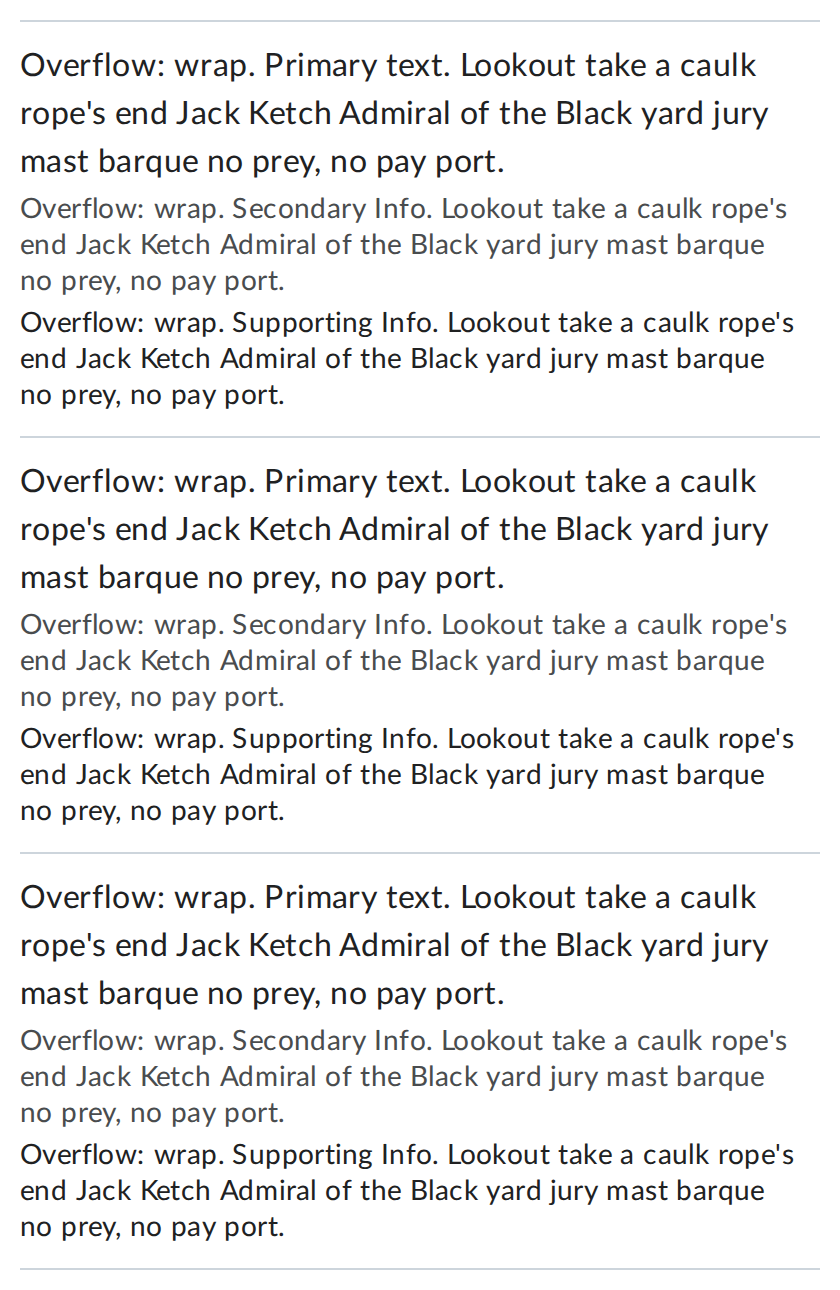 Overflow: wrap. Primary text. Lookout take a caulk
rope's end Jack Ketch Admiral of the Black yard jury
mast barque no prey, no pay port.
Overflow: wrap. Secondary Info. Lookout take a caulk rope's
end Jack Ketch Admiral of the Black yard jury mast barque
no prey, no pay port.
Overflow: wrap. Supporting Info. Lookout take a caulk rope's
end Jack Ketch Admiral of the Black yard jury mast barque
no prey, no pay port.
Overflow: wrap. Primary text. Lookout take a caulk
rope's end Jack Ketch Admiral of the Black yard jury
mast barque no prey, no pay port.
Overflow: wrap. Secondary Info. Lookout take a caulk rope's
end Jack Ketch Admiral of the Black yard jury mast barque
no prey, no pay port.
Overflow: wrap. Supporting Info. Lookout take a caulk rope's
end Jack Ketch Admiral of the Black yard jury mast barque
no prey, no pay port.
Overflow: wrap. Primary text. Lookout take a caulk
rope's end Jack Ketch Admiral of the Black yard jury
mast barque no prey, no pay port.
Overflow: wrap. Secondary Info. Lookout take a caulk rope's
end Jack Ketch Admiral of the Black yard jury mast barque
no prey, no pay port.
Overflow: wrap. Supporting Info. Lookout take a caulk rope's
end Jack Ketch Admiral of the Black yard jury mast barque
no prey, no pay port.